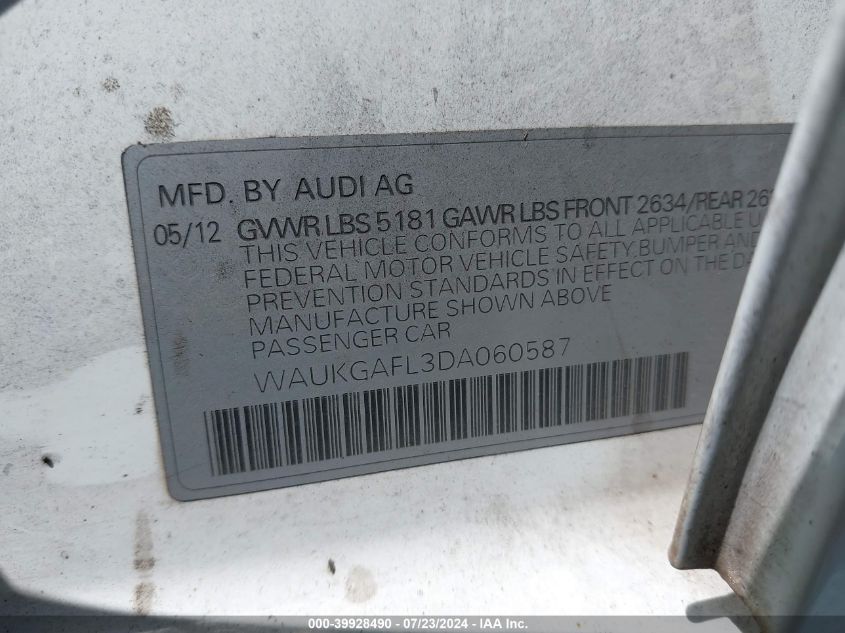 MFD. BY AUDI AG
05/12 GVWR LBS 5181 GAWR LBS FRONT 2634/REAR
THIS VEHICLE CONFORMS TO ALL APPLICABLE
FEDERAL MOTOR VEHICLE SAFETY, BUMPER AND
PREVENTION STANDARDS IN EFFECT ON THE
MANUFACTURE SHOWN ABOVE
PASSENGER CAR
WAUKGAFL3DA060587
000-39928490 - 07/23/2024 - IAA Inc.